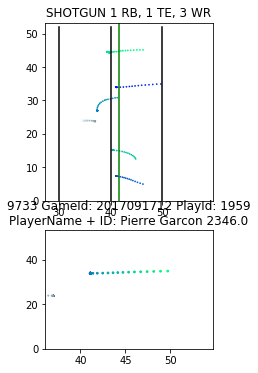 SHOTGUN 1 RB, 1 TE, 3 WR
50
40
30
20
10
0
30 40 50
9733 GameId: 2017091712 PlayId: 1959
PlayerName + ID: Pierre Garcon 2346.0
40
20
0
40 45 50